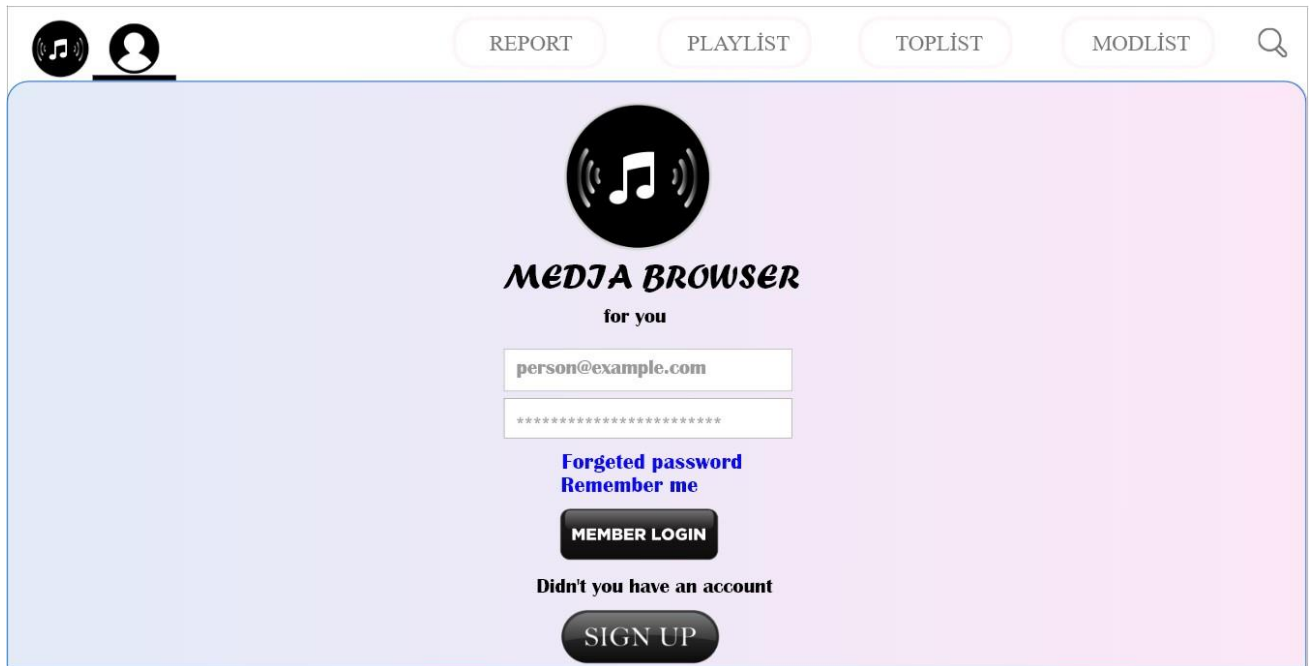 REPORT
PLAYLİST
TOPLİST
MODLİST
MEDIA BROWSER
for you
person@example.com
************************
Forgeted password
Remember me
MEMBER LOGIN
Didn't you have an account
SIGN UP